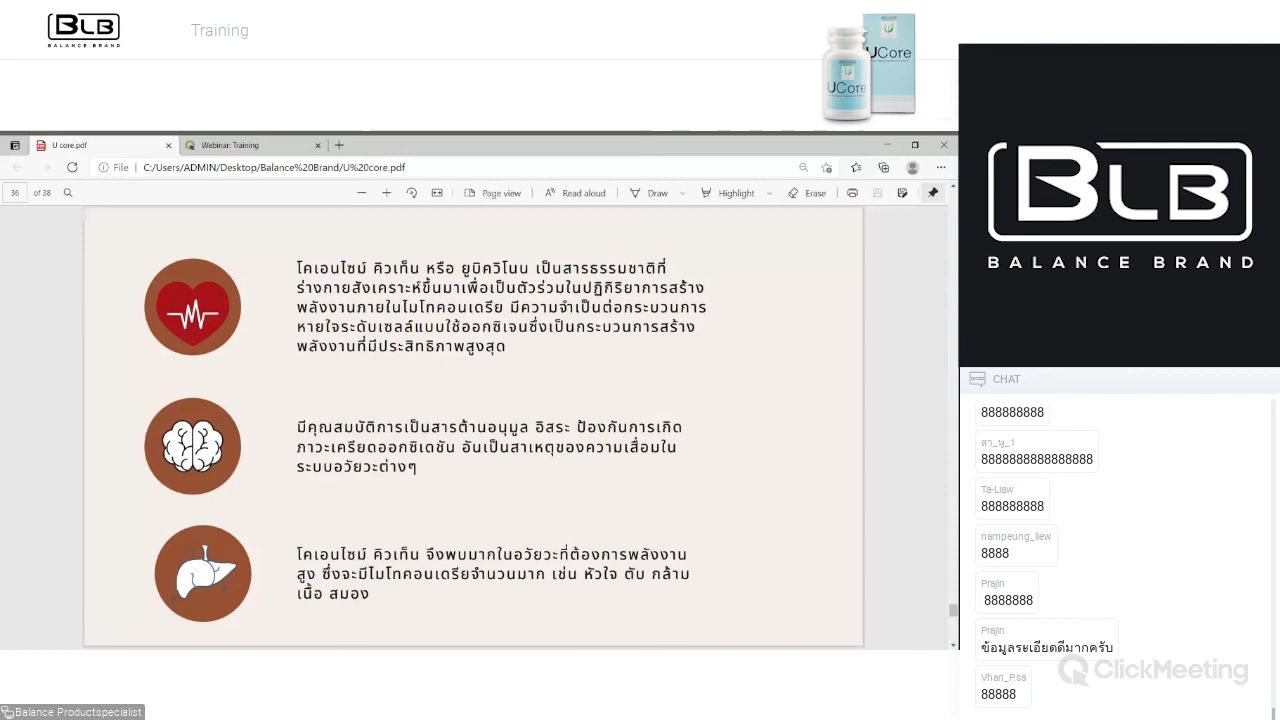 BLB
BALANCE BRAND
Training
UCore
UCore
U core.pdf
Webinar: Training
File
C:/Users/ADMIN/Desktop/Balance%20Brand/U%20core.pdf
36 of 38
Page view
Read aloud
Draw
Highlight
Erase
โคเอนไซม์ คิวเท็น หรือ ยูบิควิโนน เป็นสารธรรมชาติที่
ร่างกายสังเคราะห์ขึ้นมาเพื่อเป็นตัวร่วมในปฏิกิริยาการสร้าง
พลังงานภายในไมโทคอนเดรีย มีความจำเป็นต่อกระบวนการ
หายใจระดับเซลล์แบบใช้ออกซิเจนซึ่งเป็นกระบวนการสร้าง
พลังงานที่มีประสิทธิภาพสูงสุด
มีคุณสมบัติการเป็นสารต้านอนุมูล อิสระ ป้องกันการเกิด
ภาวะเครียดออกซิเดชัน อันเป็นสาเหตุของความเสื่อมใน
ระบบอวัยวะต่างๆ
โคเอนไซม์ คิวเท็น จึงพบมากในอวัยวะที่ต้องการพลังงาน
สูง ซึ่งจะมีไมโทคอนเดรียจำนวนมาก เช่น หัวใจ ตับ กล้าม
เนื้อ สมอง
BLB
BALANCE BRAND
CHAT
888888888
สา_พู_1
8888888888888888
Ta-Liaw
888888888
nampeung_liew
8888
Prajin
8888888
Prajin
ข้อมูลระเอียดดีมากครับ
Vhan_P.sa
88888
ClickMeeting
Balance Productspecialist